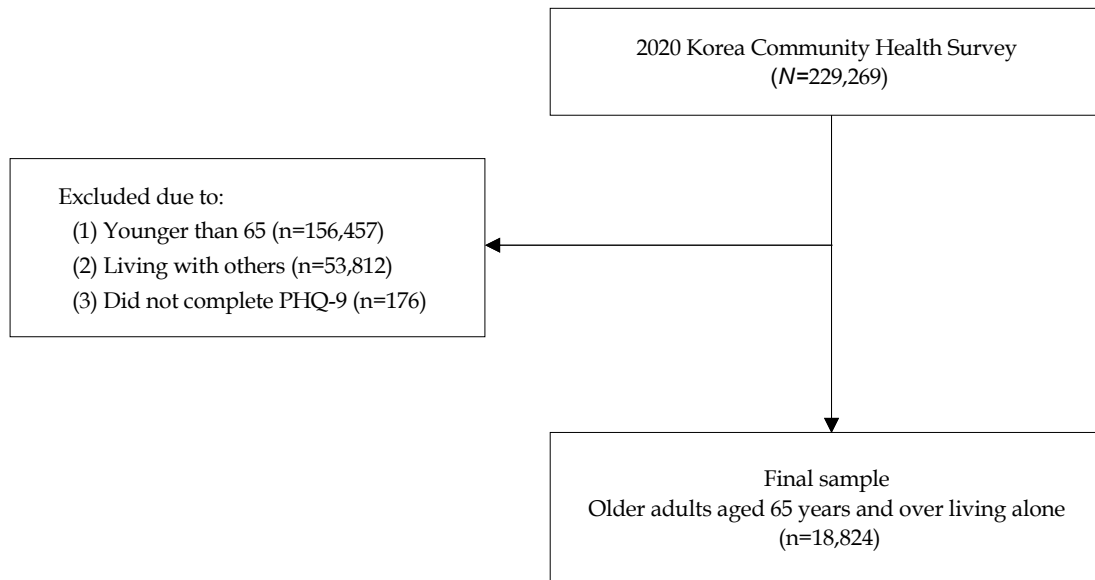 2020 Korea Community Health Survey
(N=229,269)
Excluded due to:
(1) Younger than 65 (n=156,457)
(2) Living with others (n=53,812)
(3) Did not complete PHQ-9 (n=176)
Final sample
Older adults aged 65 years and over living alone
(n=18,824)